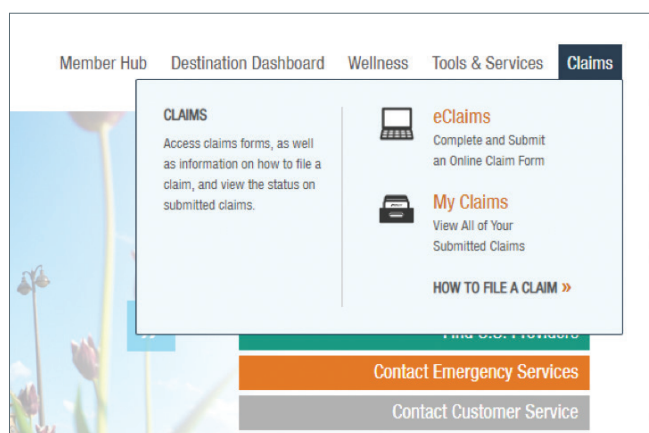 Member Hub Destination Dashboard Wellness Tools & Services Claims
CLAIMS
Access claims forms, as well
as information on how to file a
claim, and view the status on
submitted claims.
eClaims
Complete and Submit
an Online Claim Form
My Claims
View All of Your
Submitted Claims
HOW TO FILE A CLAIM »
Find U.S. Providers
Contact Emergency Services
Contact Customer Service